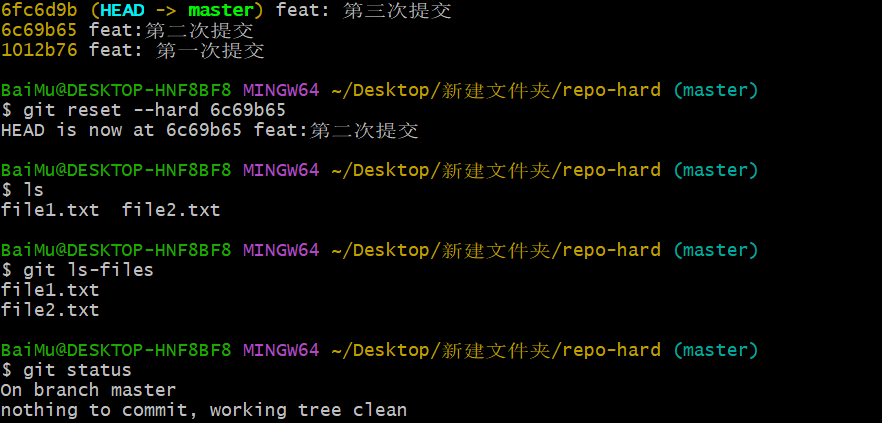 6fc6d9b (HEAD -> master) feat: 第三次提交
6c69b65 feat:第二次提交
1012b76 feat: 第一次提交
BaiMu@DESKTOP-HNF8BF8 MINGW64 ~/Desktop/新建文件夹/repo-hard (master)
$ git reset --hard 6c69b65
HEAD is now at 6c69b65 feat:第二次提交
BaiMu@DESKTOP-HNF8BF8 MINGW64 ~/Desktop/新建文件夹/repo-hard (master)
$ ls
file1.txt  file2.txt
BaiMu@DESKTOP-HNF8BF8 MINGW64 ~/Desktop/新建文件夹/repo-hard (master)
$ git ls-files
file1.txt
file2.txt
BaiMu@DESKTOP-HNF8BF8 MINGW64 ~/Desktop/新建文件夹/repo-hard (master)
$ git status
On branch master
nothing to commit, working tree clean